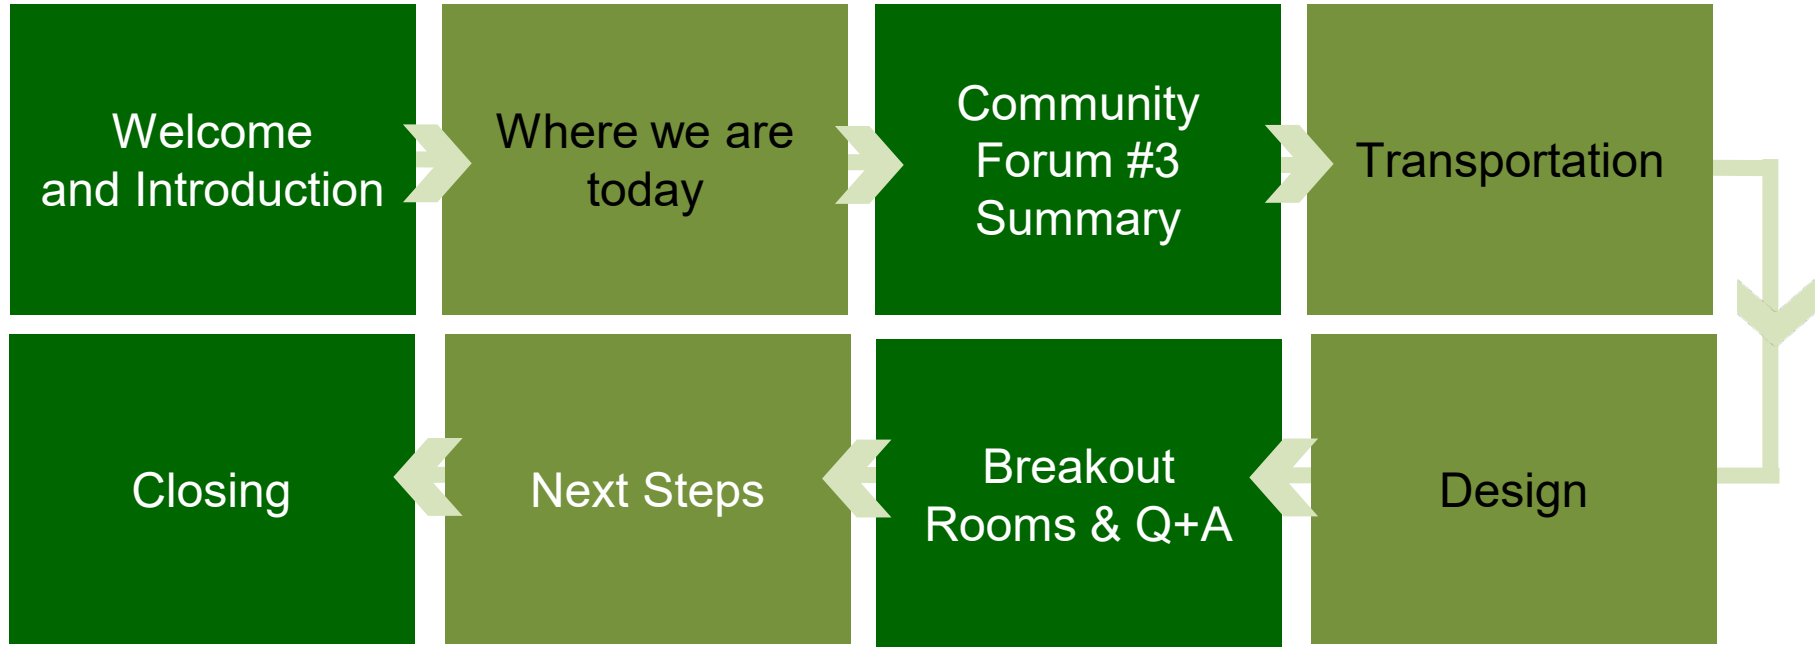 Welcome
and Introduction
Where we are
today
Community
Forum #3
Summary
Transportation
Design
Breakout
Rooms & Q+A
Next Steps
Closing